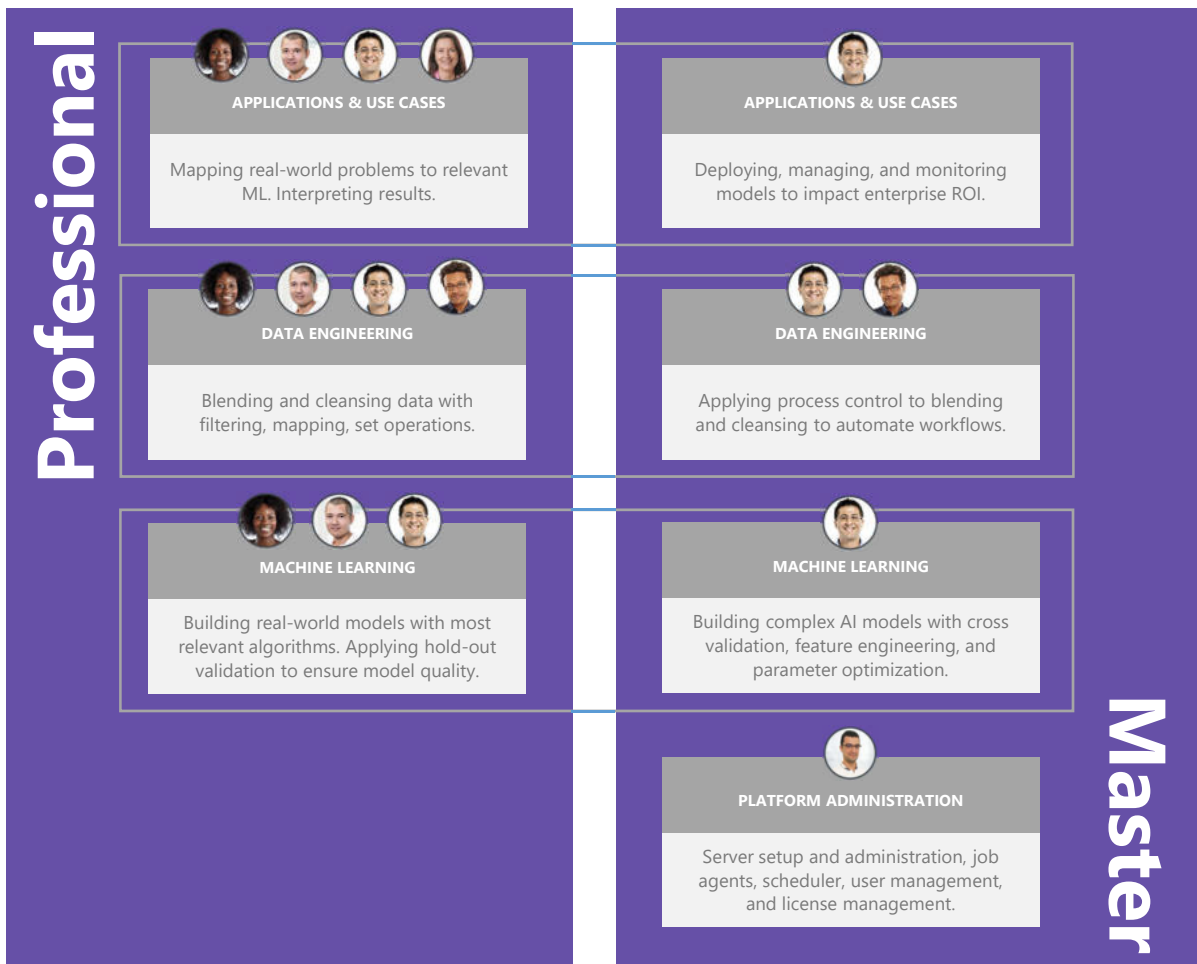 Professional
APPLICATIONS & USE CASES
Mapping real-world problems to relevant
ML. Interpreting results.
DATA ENGINEERING
Blending and cleansing data with
filtering, mapping, set operations.
MACHINE LEARNING
Building real-world models with most
relevant algorithms. Applying hold-out
validation to ensure model quality.
APPLICATIONS & USE CASES
Deploying, managing, and monitoring
models to impact enterprise ROI.
DATA ENGINEERING
Applying process control to blending
and cleansing to automate workflows.
MACHINE LEARNING
Building complex AI models with cross
validation, feature engineering, and
parameter optimization.
PLATFORM ADMINISTRATION
Server setup and administration, job
agents, scheduler, user management,
and license management.
Master